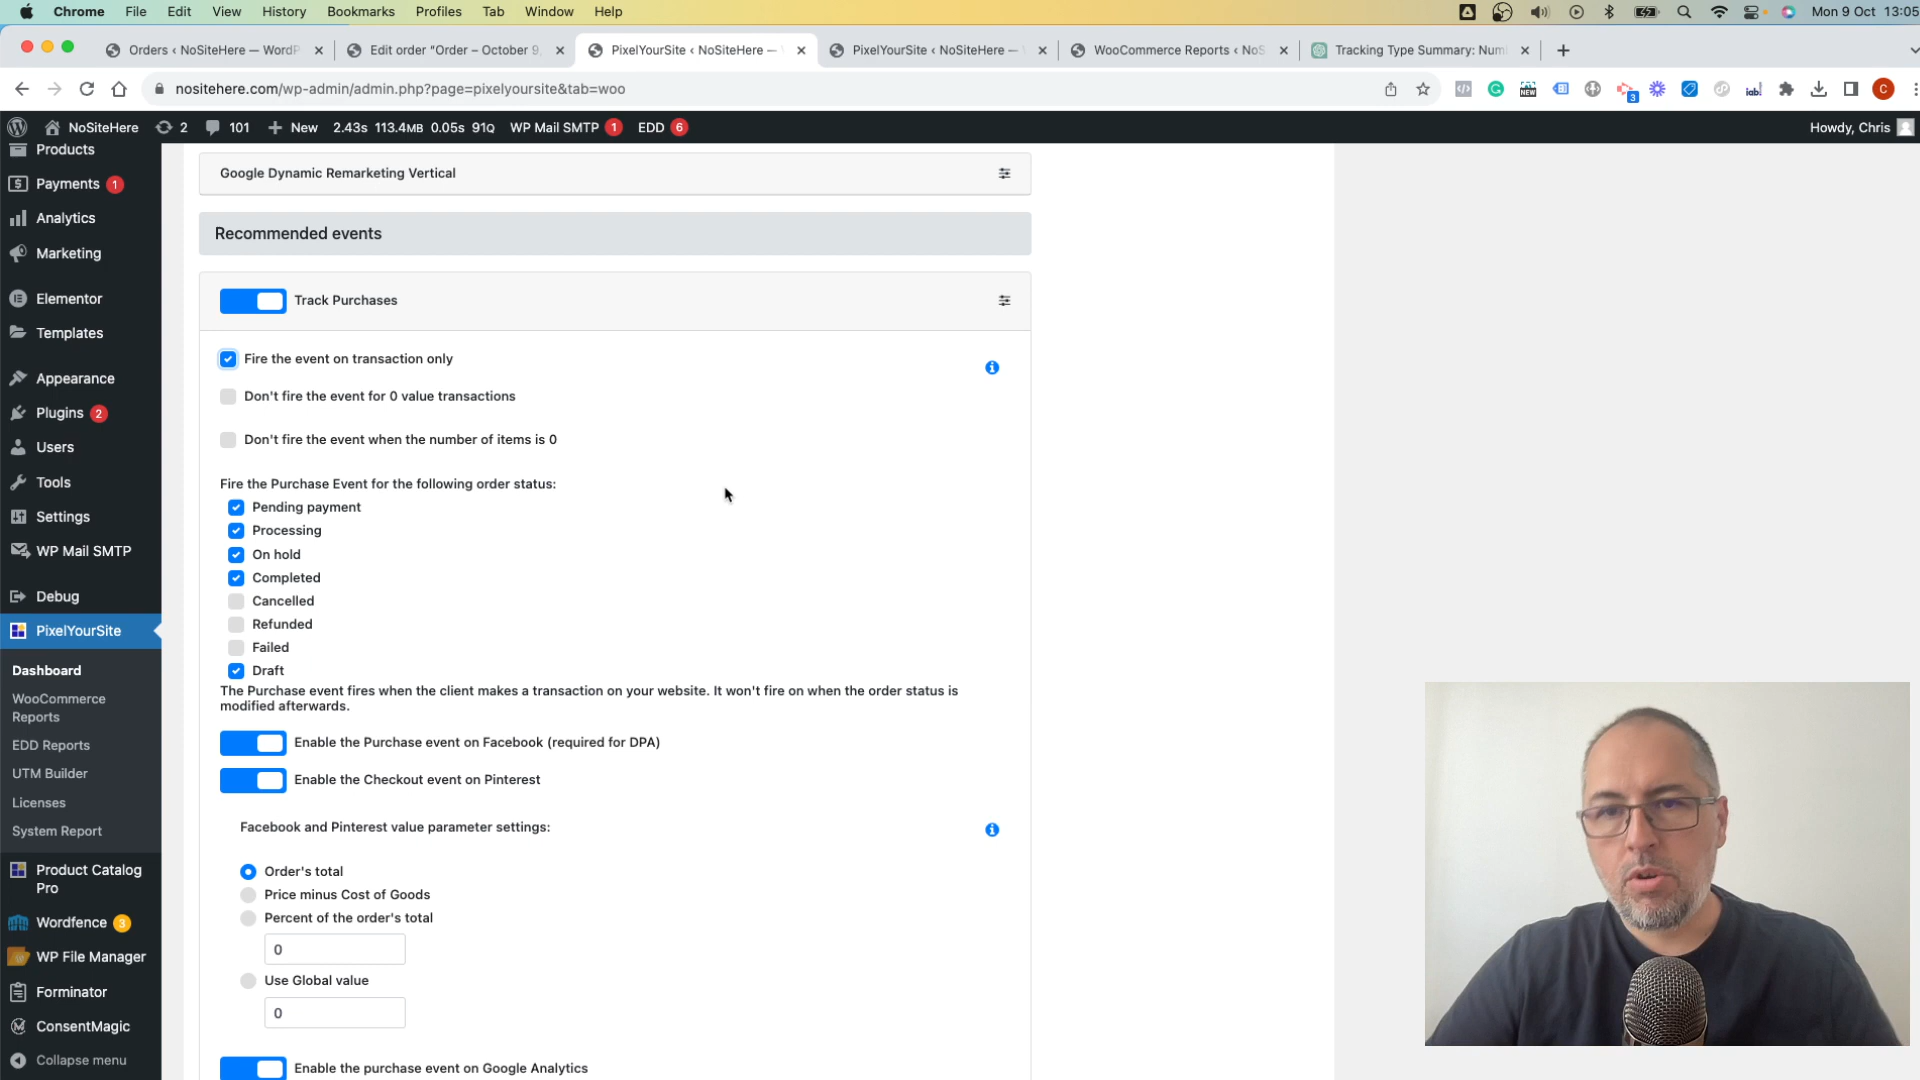 Chrome File Edit View History Bookmarks Profiles Tab Window Help Mon 9 Oct 13:05
Orders ‹ NoSiteHere — WordP
Edit order "Order – October 9,
PixelYourSite ‹ NoSiteHere —
PixelYourSite ‹ NoSiteHere —
WooCommerce Reports ‹ NoS
Tracking Type Summary: Num
nositehere.com/wp-admin/admin.php?page=pixelyoursite&tab=woo
NoSiteHere 2 101 New 2.43s 113.4MB 0.05s 91Q WP Mail SMTP 1 EDD 6 Howdy, Chris
Products
Payments 1
Analytics
Marketing
Elementor
Templates
Appearance
Plugins 2
Users
Tools
Settings
WP Mail SMTP
Debug
PixelYourSite
Dashboard
WooCommerce
Reports
EDD Reports
UTM Builder
Licenses
System Report
Product Catalog
Pro
Wordfence 3
WP File Manager
Forminator
ConsentMagic
Collapse menu
Google Dynamic Remarketing Vertical
Recommended events
Track Purchases
Fire the event on transaction only
Don't fire the event for 0 value transactions
Don't fire the event when the number of items is 0
Fire the Purchase Event for the following order status:
Pending payment
Processing
On hold
Completed
Cancelled
Refunded
Failed
Draft
The Purchase event fires when the client makes a transaction on your website. It won't fire on when the order status is
modified afterwards.
Enable the Purchase event on Facebook (required for DPA)
Enable the Checkout event on Pinterest
Facebook and Pinterest value parameter settings:
Order's total
Price minus Cost of Goods
Percent of the order's total
0
Use Global value
0
Enable the purchase event on Google Analytics